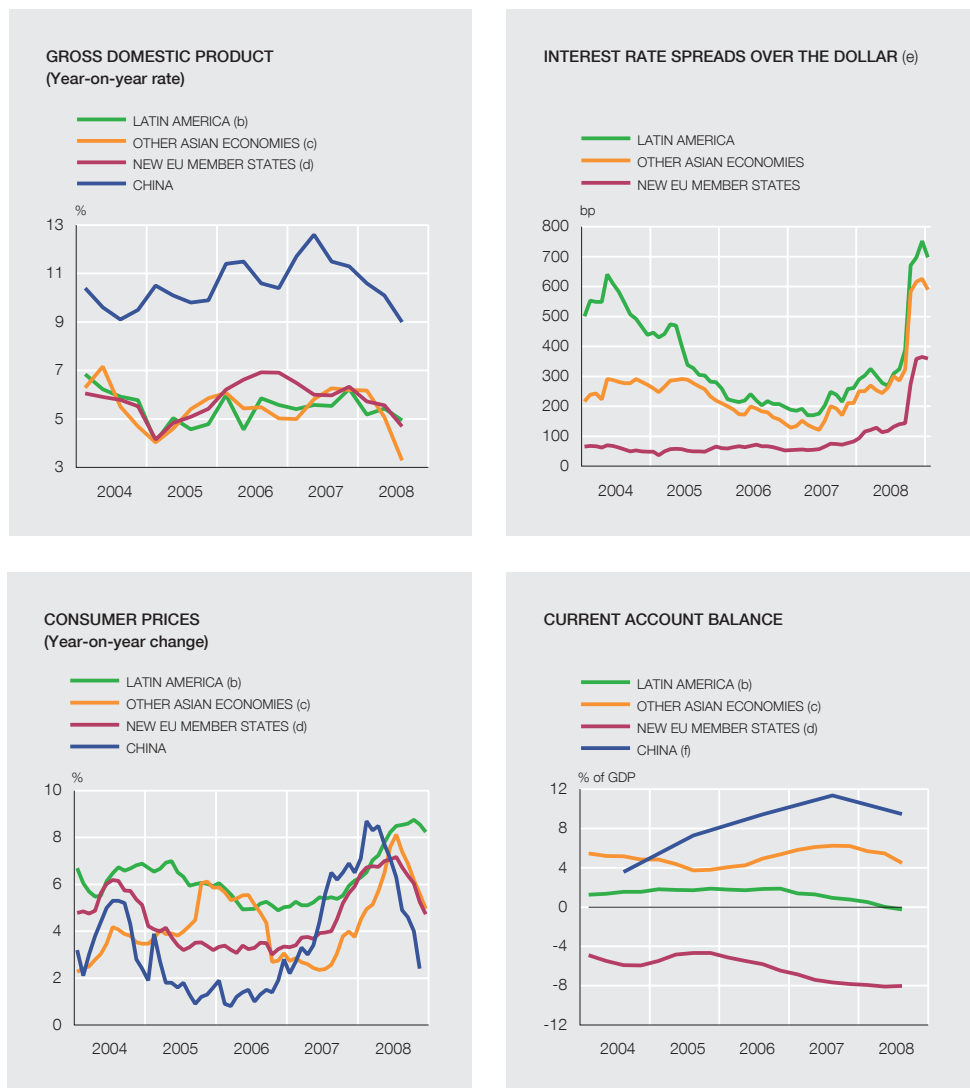 GROSS DOMESTIC PRODUCT
(Year-on-year rate)
LATIN AMERICA (b)
OTHER ASIAN ECONOMIES (c)
NEW EU MEMBER STATES (d)
CHINA
%
13
11
9
7
5
3
2004 2005 2006 2007 2008
INTEREST RATE SPREADS OVER THE DOLLAR (e)
LATIN AMERICA
OTHER ASIAN ECONOMIES
NEW EU MEMBER STATES
bp
800
700
600
500
400
300
200
100
0
2004 2005 2006 2007 2008
CONSUMER PRICES
(Year-on-year change)
LATIN AMERICA (b)
OTHER ASIAN ECONOMIES (c)
NEW EU MEMBER STATES (d)
CHINA
%
10
8
6
4
2
0
2004 2005 2006 2007 2008
CURRENT ACCOUNT BALANCE
LATIN AMERICA (b)
OTHER ASIAN ECONOMIES (c)
NEW EU MEMBER STATES (d)
CHINA (f)
% of GDP
12
8
4
0
-4
-8
-12
2004 2005 2006 2007 2008